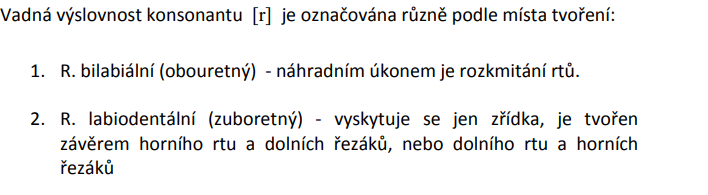 Vadná výslovnost konsonantu [r] je označována různě podle místa tvoření:
1. R. bilabiální (obouretný) - náhradním úkonem je rozkmitání rtů.
2. R. labiodentální (zuboretný) - vyskytuje se jen zřídka, je tvořen
závěrem horního rtu a dolních řezáků, nebo dolního rtu a horních
řezáků